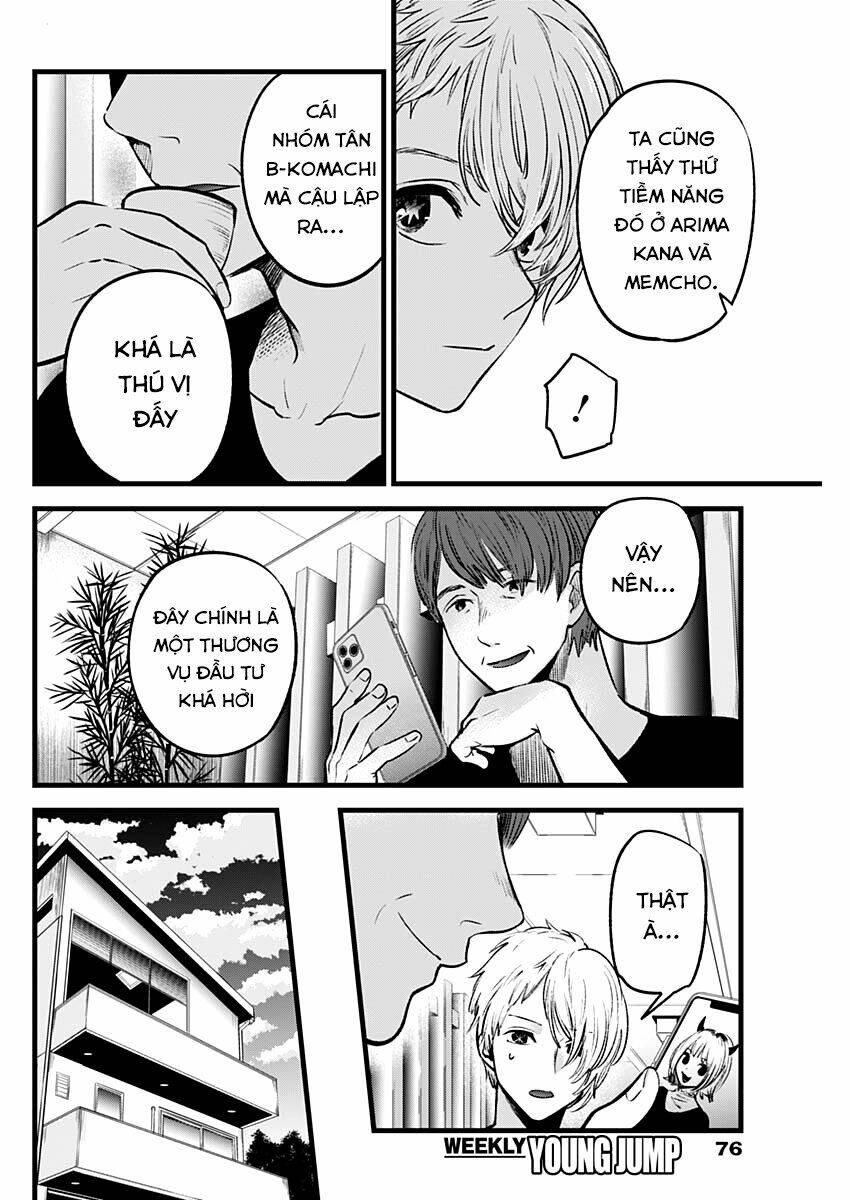 TA CŨNG
THẤY THỨ
TIỀM NĂNG
ĐÓ Ở ARIMA
KANA VÀ
MEMCHO.
!
CÁI
NHÓM TÂN
B-KOMACHI
MÀ CẬU LẬP
RA...
KHÁ LÀ
THÚ VỊ
ĐẤY
VẬY
NÊN...
ĐÂY CHÍNH LÀ
MỘT THƯƠNG
VỤ ĐẦU TƯ
KHÁ HỜI
THẬT
À...
WEEKLY YOUNG JUMP 76